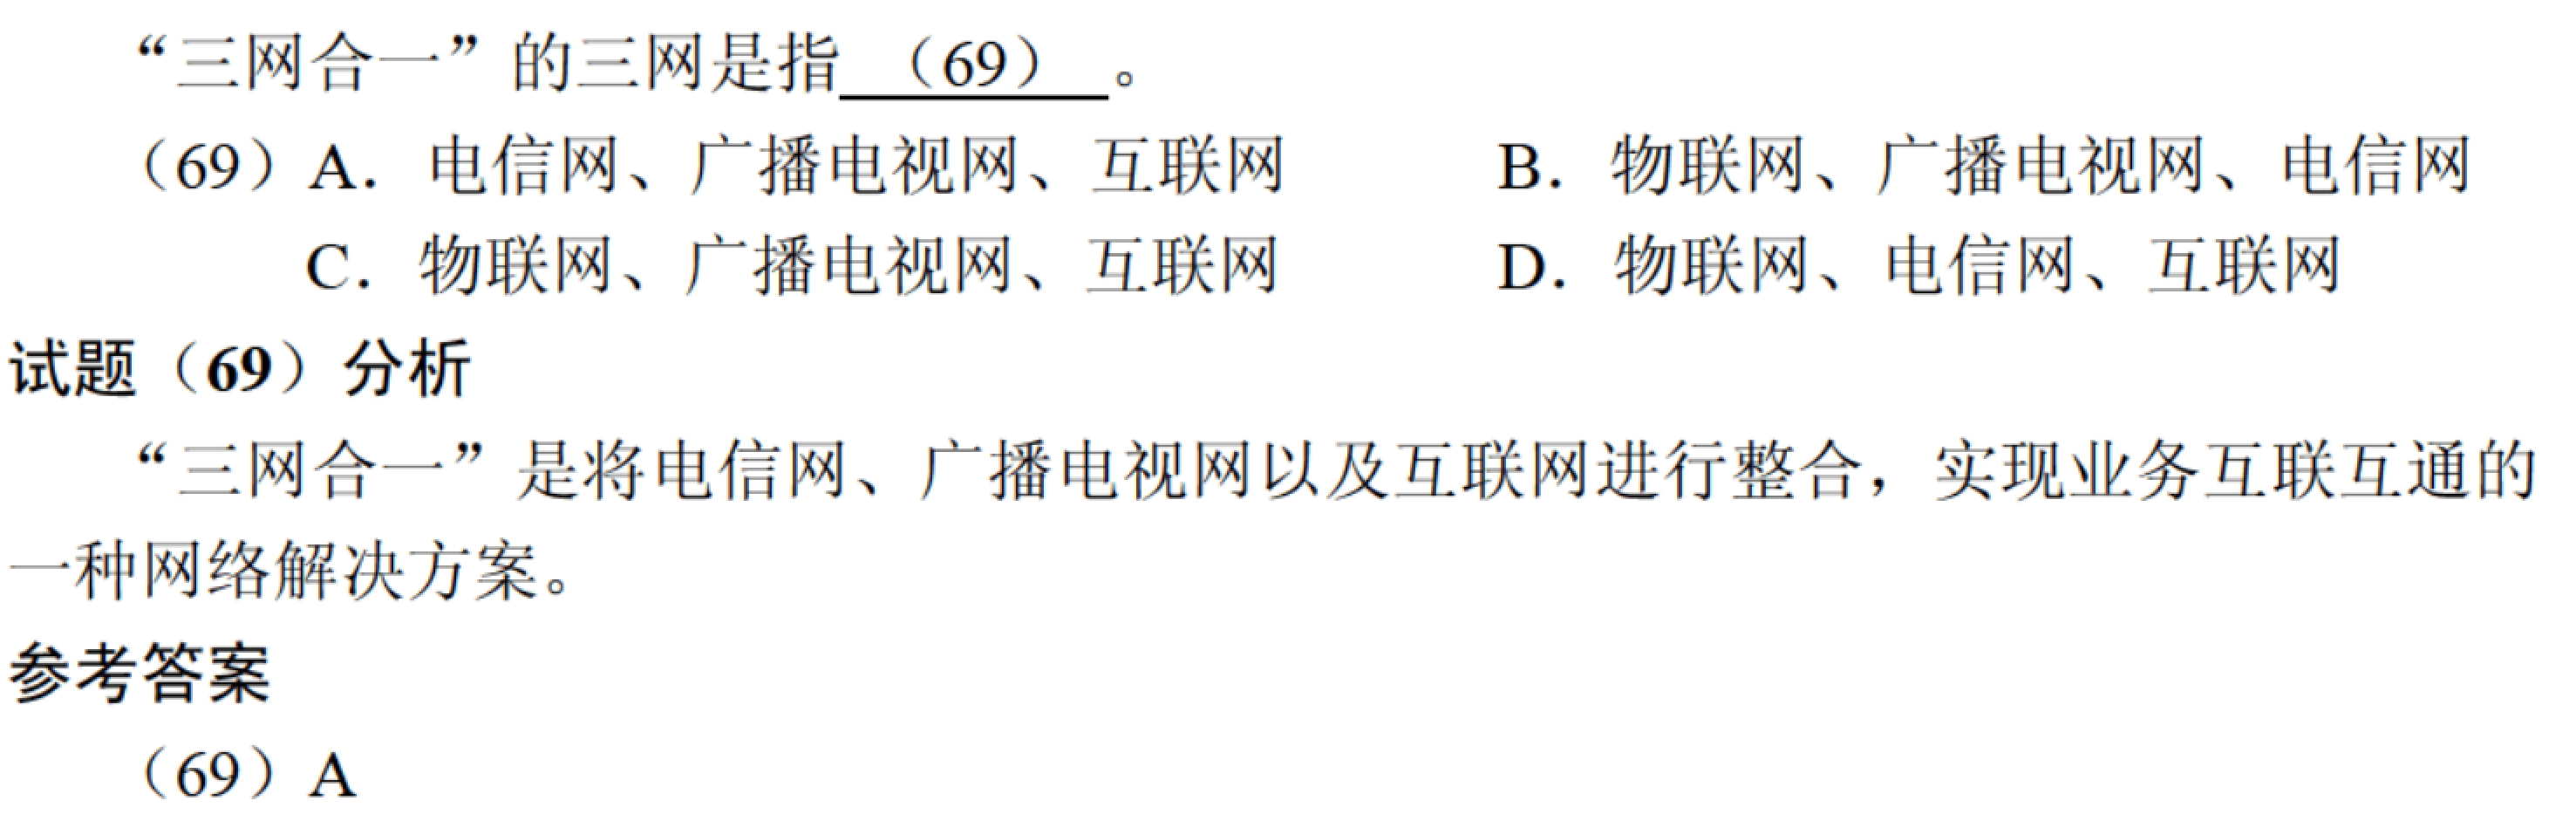 “三网合一”的三网是指 （69） 。
（69）A. 电信网、广播电视网、互联网 B. 物联网、广播电视网、电信网
C. 物联网、广播电视网、互联网 D. 物联网、电信网、互联网
试题（69）分析
“三网合一”是将电信网、广播电视网以及互联网进行整合，实现业务互联互通的
一种网络解决方案。
参考答案
（69）A